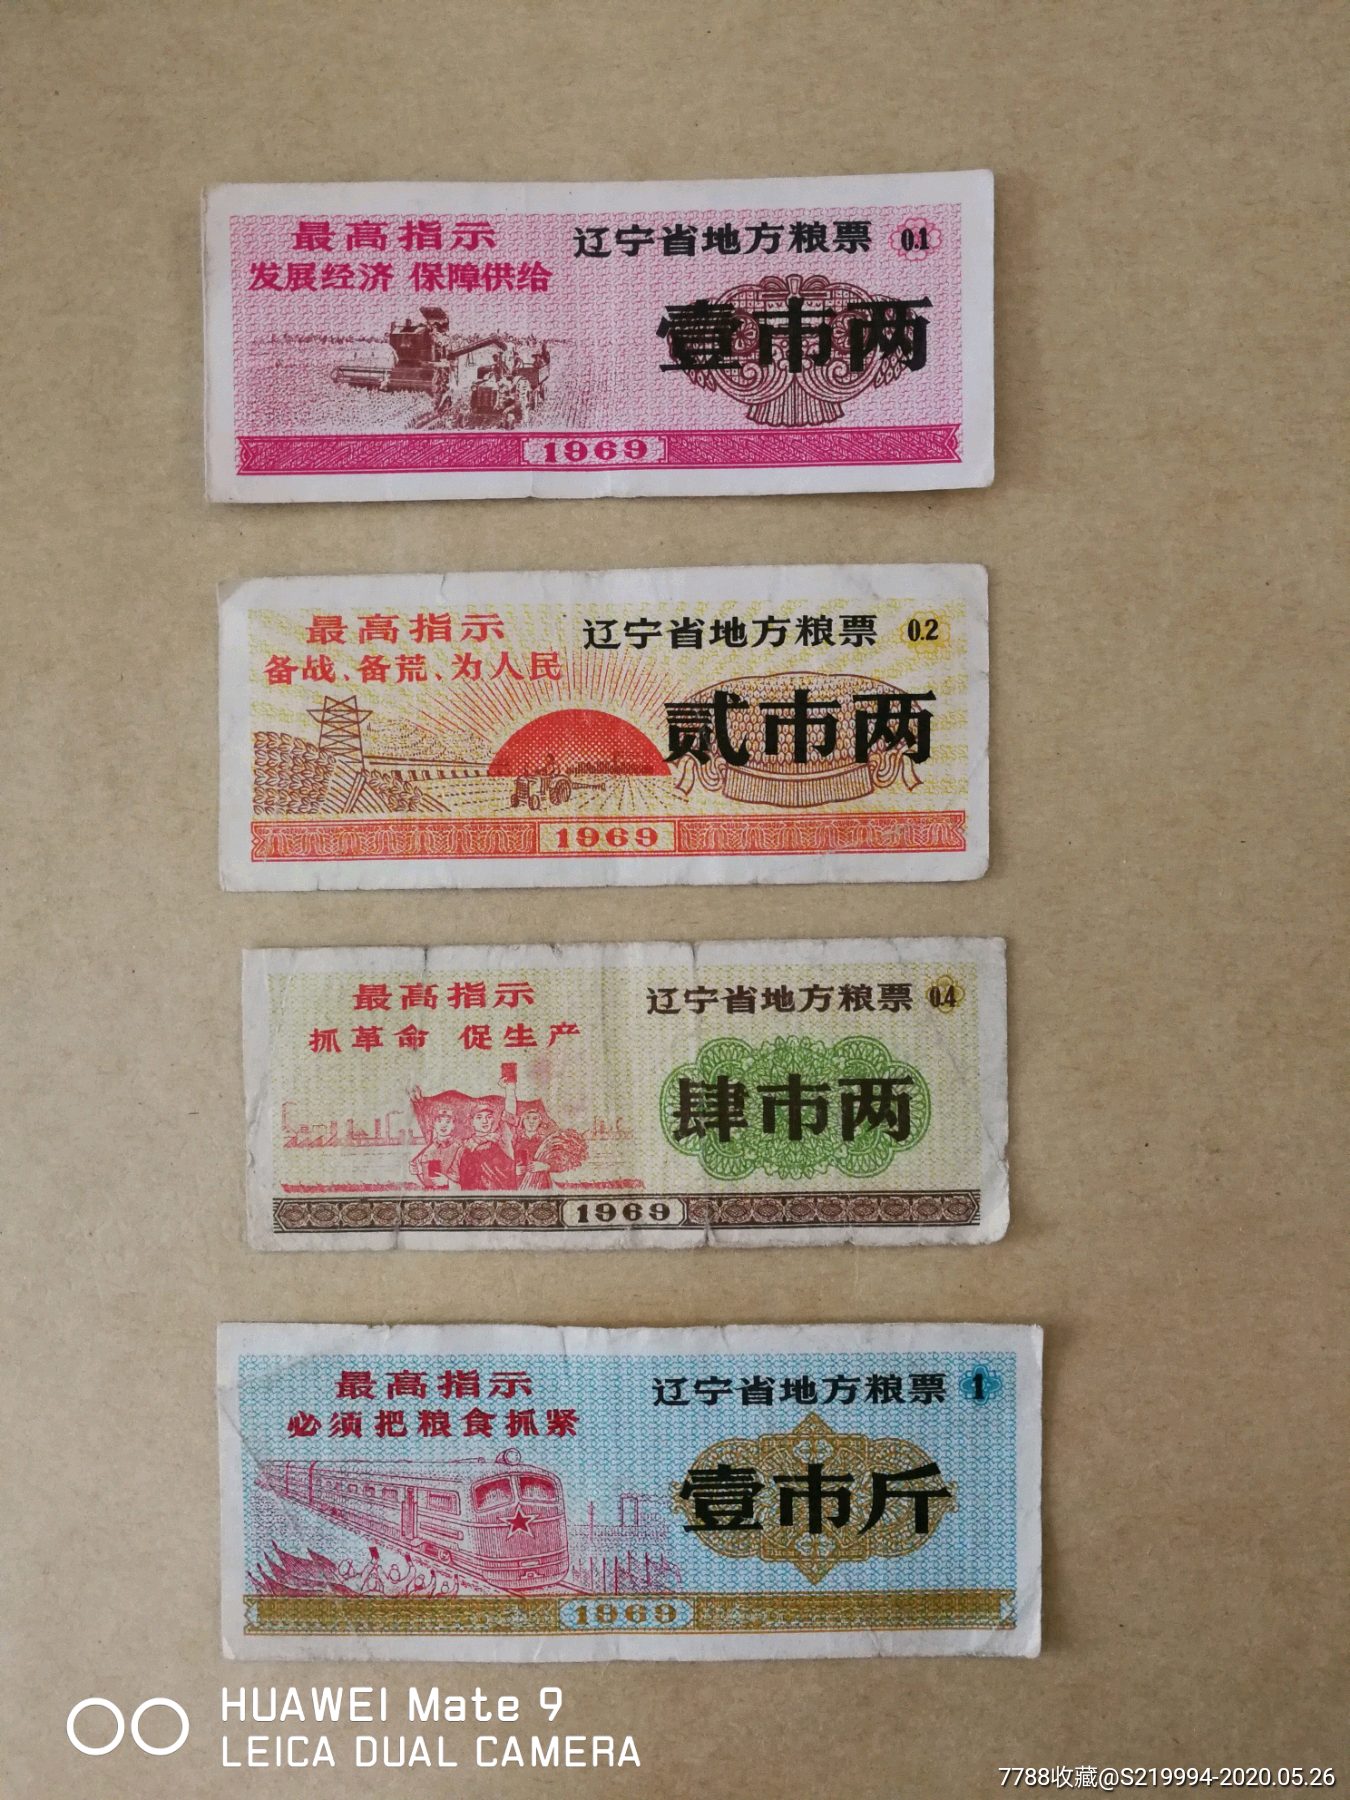 最高指示
发展经济 保障供给
辽宁省地方粮票 0.1
壹市两
1969
最高指示
备战、备荒、为人民
辽宁省地方粮票 0.2
贰市两
1969
最高指示
抓革命 促生产
辽宁省地方粮票 0.4
肆市两
1969
最高指示
必须把粮食抓紧
辽宁省地方粮票 1
壹市斤
1969
HUAWEI Mate 9
LEICA DUAL CAMERA
7788收藏@S219994-2020.05.26